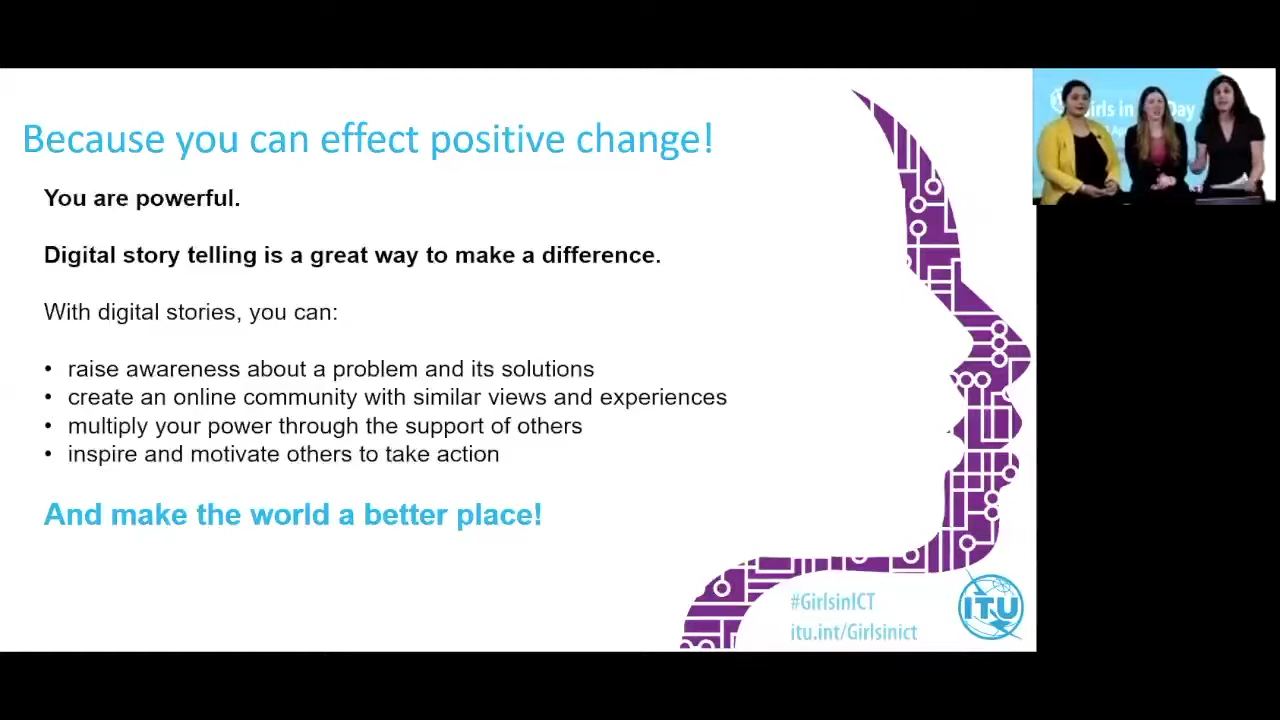 Because you can effect positive change!
You are powerful.
Digital story telling is a great way to make a difference.
With digital stories, you can:
• raise awareness about a problem and its solutions
• create an online community with similar views and experiences
• multiply your power through the support of others
• inspire and motivate others to take action
And make the world a better place!
#GirlsinICT
itu.int/Girlsinict
ITU
Girls in
Day